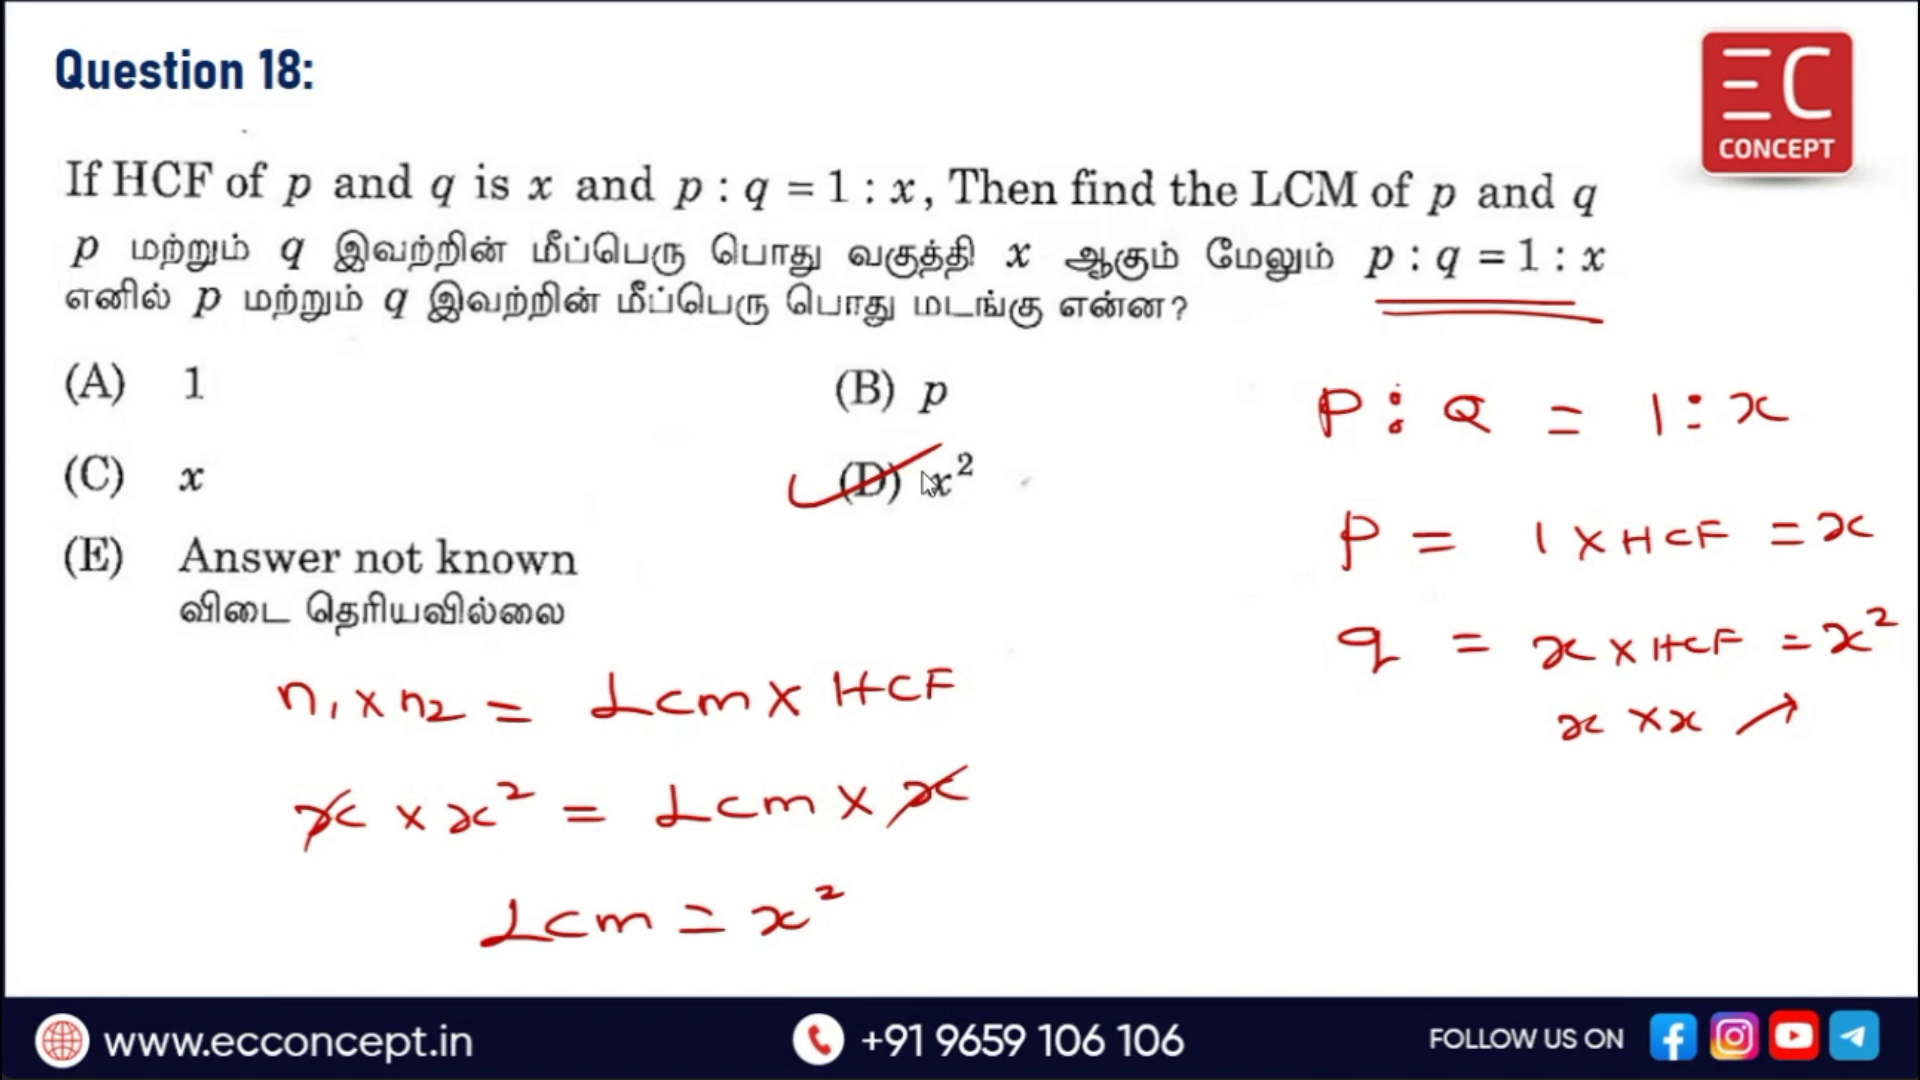 Question 18:
EC
CONCEPT
If HCF of p and q is x and p : q = 1 : x, Then find the LCM of p and q
p மற்றும் q இவற்றின் மீப்பெரு பொது வகுத்தி x ஆகும் மேலும் p : q = 1 : x
எனில் p மற்றும் q இவற்றின் மீப்பெரு பொது மடங்கு என்ன?
(A) 1
(B) p
(C) x
(D) x²
(E) Answer not known
விடை தெரியவில்லை
P : Q = 1 : x
P = 1 × HCF = x
q = x × HCF = x²
x × x ↗
n₁ × n₂ = Lcm × HCF
x × x² = Lcm × x
Lcm = x²
www.ecconcept.in
+91 9659 106 106
FOLLOW US ON